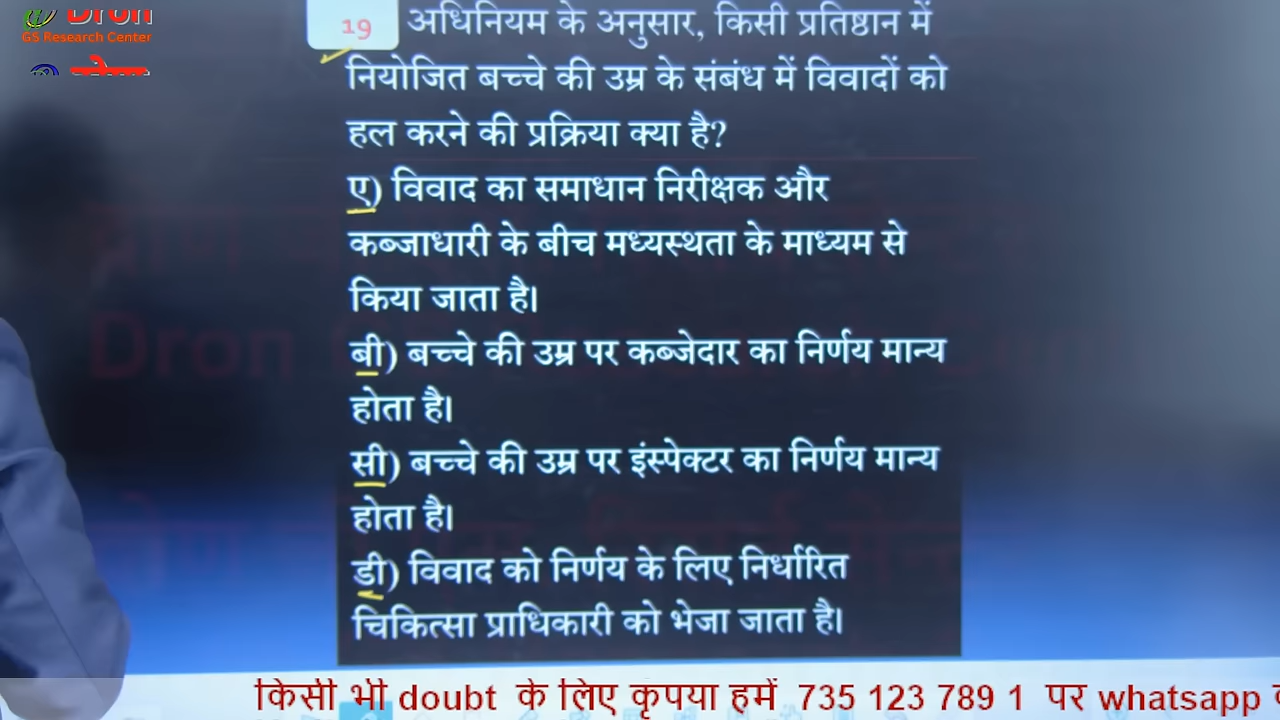 Dron
GS Research Center
19
अधिनियम के अनुसार, किसी प्रतिष्ठान में
नियोजित बच्चे की उम्र के संबंध में विवादों को
हल करने की प्रक्रिया क्या है?
ए) विवाद का समाधान निरीक्षक और
कब्जाधारी के बीच मध्यस्थता के माध्यम से
किया जाता है।
बी) बच्चे की उम्र पर कब्जेदार का निर्णय मान्य
होता है।
सी) बच्चे की उम्र पर इंस्पेक्टर का निर्णय मान्य
होता है।
डी) विवाद को निर्णय के लिए निर्धारित
चिकित्सा प्राधिकारी को भेजा जाता है।
किसी भी doubt के लिए कृपया हमें 735 123 789 1 पर whatsapp